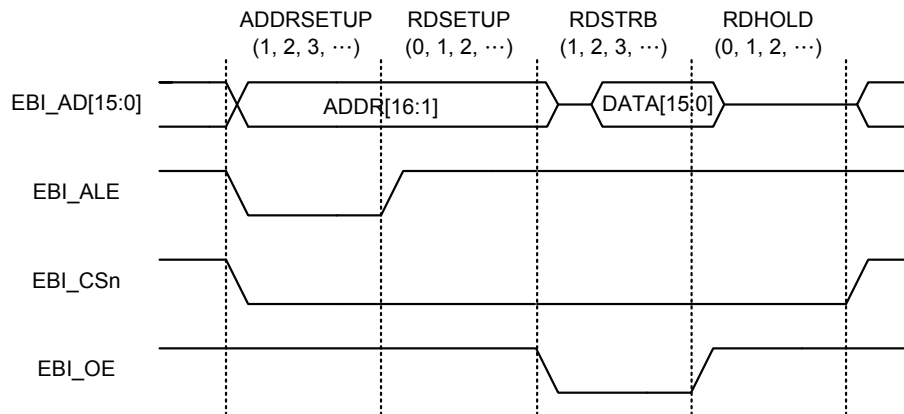 ADDRSETUP RDSETUP RDSTRB RDHOLD
(1, 2, 3, ⋯) (0, 1, 2, ⋯) (1, 2, 3, ⋯) (0, 1, 2, ⋯)
EBI_AD[15:0] ADDR[16:1] DATA[15:0]
EBI_ALE
EBI_CSn
EBI_OE